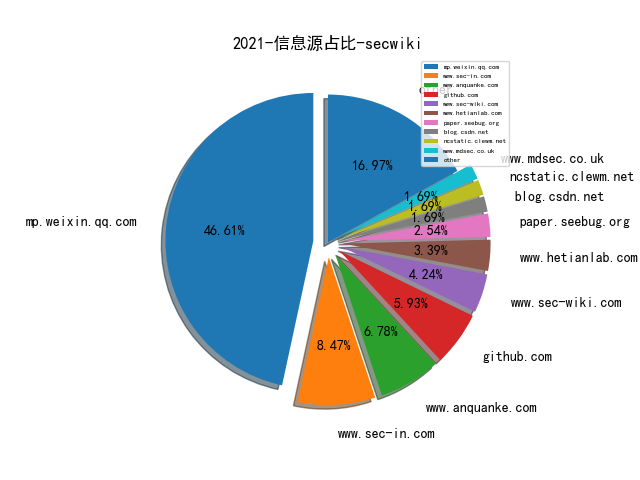 2021-信息源占比-secwiki
mp.weixin.qq.com
www.sec-in.com
www.anquanke.com
github.com
www.sec-wiki.com
www.hetianlab.com
paper.seebug.org
blog.csdn.net
ncstatic.clewm.net
www.mdsec.co.uk
other
other
16.97%
www.mdsec.co.uk
1.69%
ncstatic.clewm.net
1.69%
blog.csdn.net
1.69%
paper.seebug.org
2.54%
mp.weixin.qq.com
46.61%
www.hetianlab.com
3.39%
www.sec-wiki.com
4.24%
github.com
5.93%
www.anquanke.com
6.78%
www.sec-in.com
8.47%